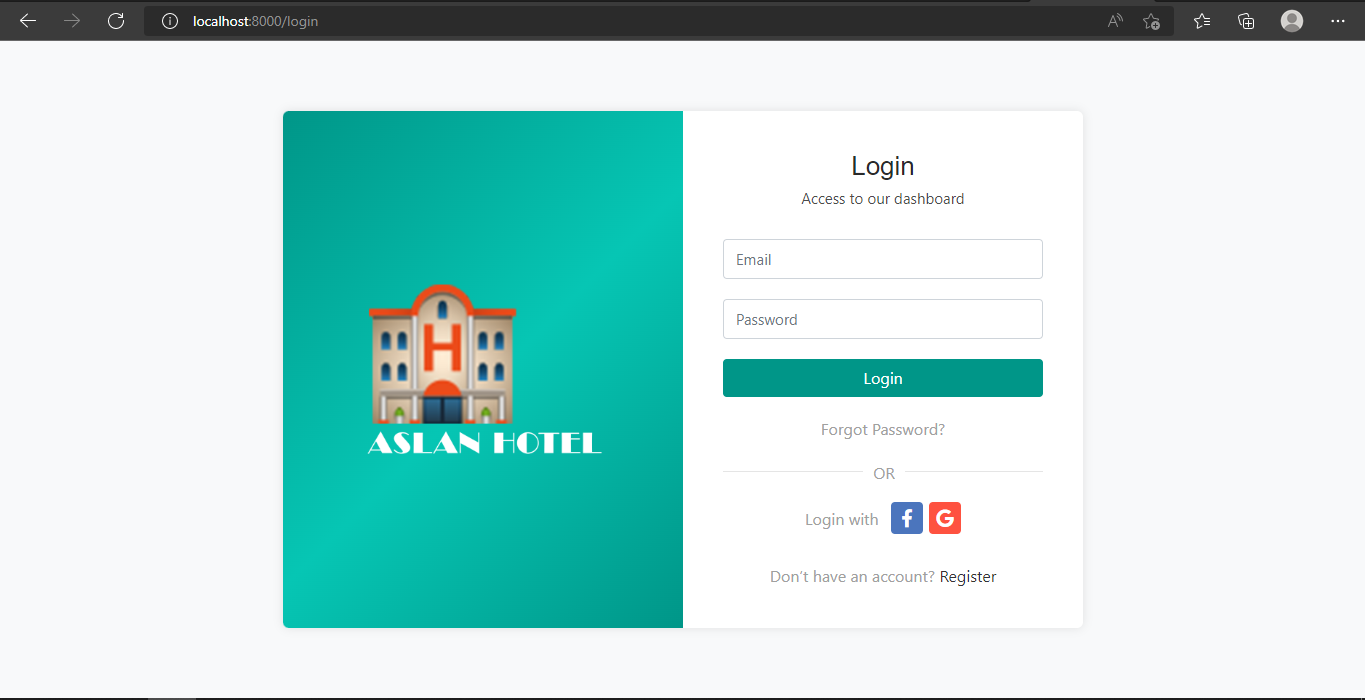 localhost:8000/login
H
ASLAN HOTEL
Login
Access to our dashboard
Email
Password
Login
Forgot Password?
OR
Login with f G
Don't have an account? Register